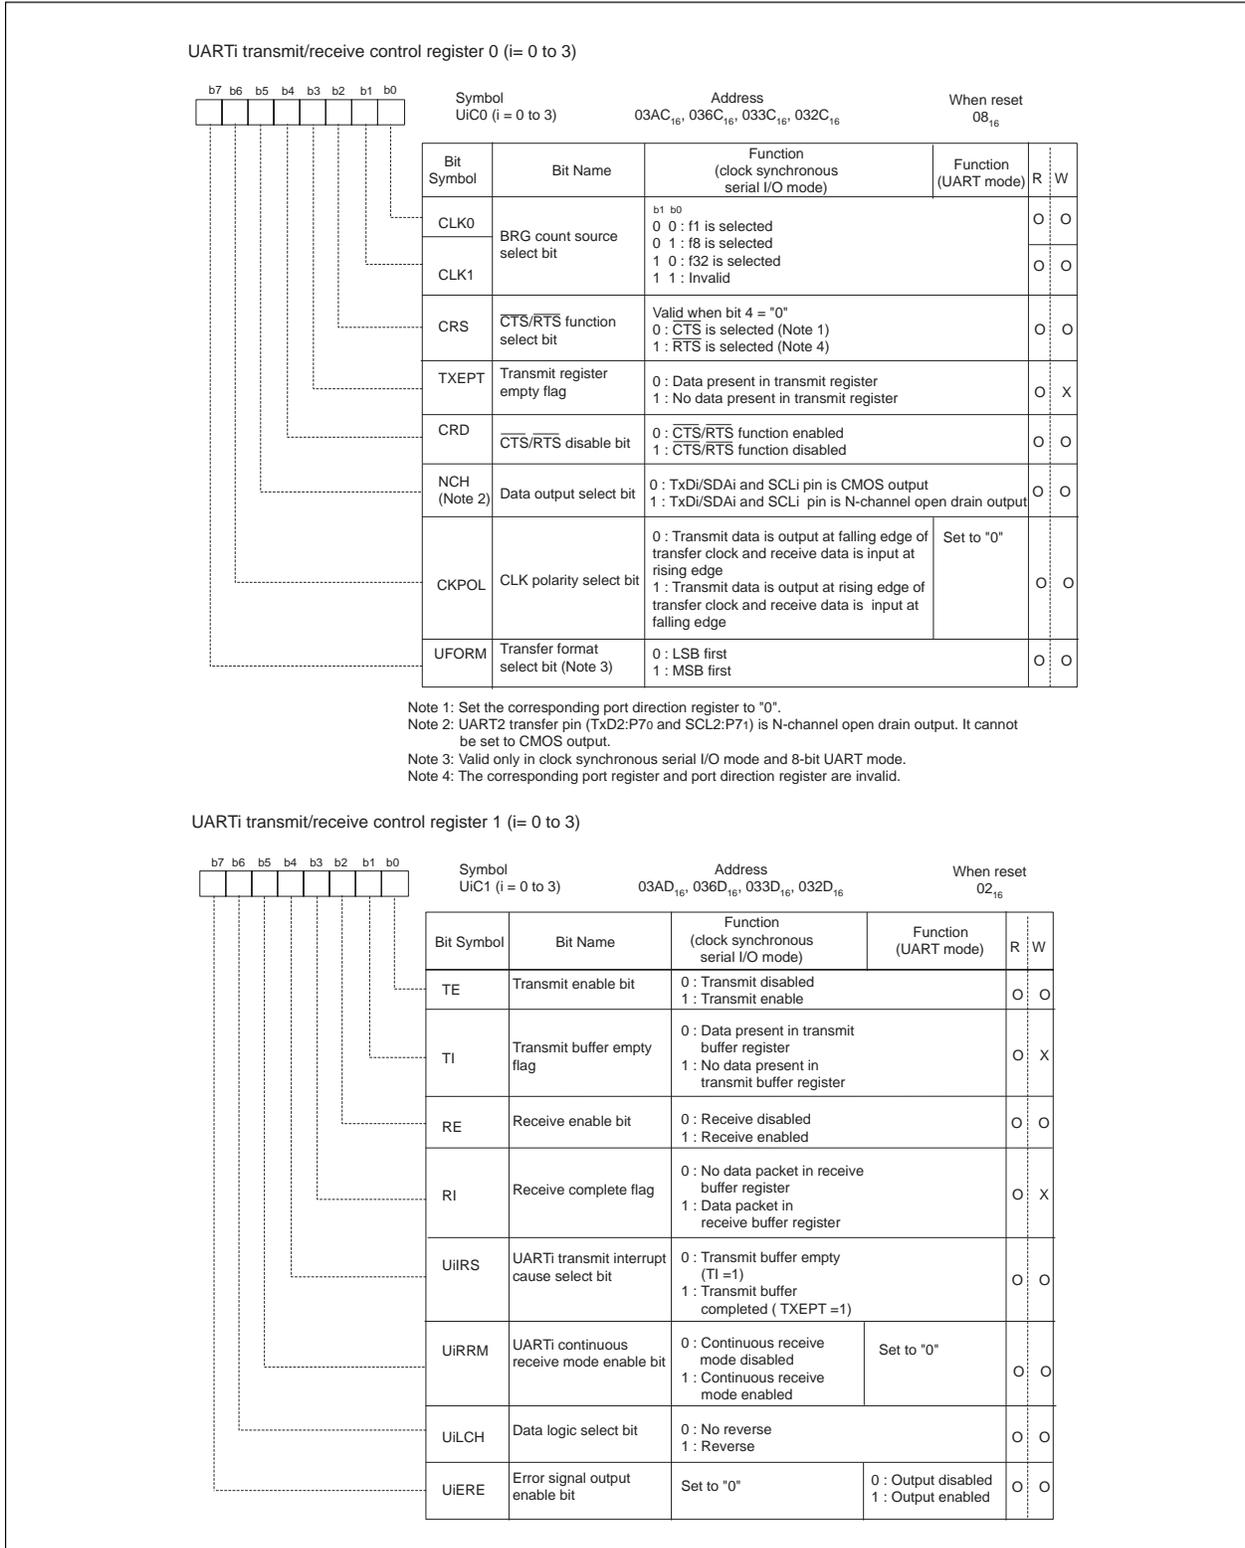 UARTi transmit/receive control register 0 (i= 0 to 3)
b7 b6 b5 b4 b3 b2 b1 b0
Symbol Address When reset
UiC0 (i = 0 to 3) 03AC16, 036C16, 033C16, 032C16 0816
Bit Symbol Bit Name Function (clock synchronous serial I/O mode) Function (UART mode) R W
CLK0
CLK1
BRG count source
select bit
b1 b0
0 0 : f1 is selected
0 1 : f8 is selected
1 0 : f32 is selected
1 1 : Invalid
O O
O O
CRS
CTS/RTS function
select bit
Valid when bit 4 = "0"
0 : CTS is selected (Note 1)
1 : RTS is selected (Note 4)
O O
TXEPT
Transmit register
empty flag
0 : Data present in transmit register
1 : No data present in transmit register
O X
CRD
CTS/RTS disable bit
0 : CTS/RTS function enabled
1 : CTS/RTS function disabled
O O
NCH
(Note 2)
Data output select bit
0 : TxDi/SDAi and SCLi pin is CMOS output
1 : TxDi/SDAi and SCLi pin is N-channel open drain output
O O
CKPOL
CLK polarity select bit
0 : Transmit data is output at falling edge of
transfer clock and receive data is input at
rising edge
1 : Transmit data is output at rising edge of
transfer clock and receive data is input at
falling edge
Set to "0"
O O
UFORM
Transfer format
select bit (Note 3)
0 : LSB first
1 : MSB first
O O
Note 1: Set the corresponding port direction register to "0".
Note 2: UART2 transfer pin (TxD2:P70 and SCL2:P71) is N-channel open drain output. It cannot
be set to CMOS output.
Note 3: Valid only in clock synchronous serial I/O mode and 8-bit UART mode.
Note 4: The corresponding port register and port direction register are invalid.
UARTi transmit/receive control register 1 (i= 0 to 3)
b7 b6 b5 b4 b3 b2 b1 b0
Symbol Address When reset
UiC1 (i = 0 to 3) 03AD16, 036D16, 033D16, 032D16 0216
Bit Symbol Bit Name Function (clock synchronous serial I/O mode) Function (UART mode) R W
TE
Transmit enable bit
0 : Transmit disabled
1 : Transmit enable
O O
TI
Transmit buffer empty
flag
0 : Data present in transmit
buffer register
1 : No data present in
transmit buffer register
O X
RE
Receive enable bit
0 : Receive disabled
1 : Receive enabled
O O
RI
Receive complete flag
0 : No data packet in receive
buffer register
1 : Data packet in
receive buffer register
O X
UiIRS
UARTi transmit interrupt
cause select bit
0 : Transmit buffer empty
(TI =1)
1 : Transmit buffer
completed ( TXEPT =1)
O O
UiRRM
UARTi continuous
receive mode enable bit
0 : Continuous receive
mode disabled
1 : Continuous receive
mode enabled
Set to "0"
O O
UiLCH
Data logic select bit
0 : No reverse
1 : Reverse
O O
UiERE
Error signal output
enable bit
Set to "0"
0 : Output disabled
1 : Output enabled
O O